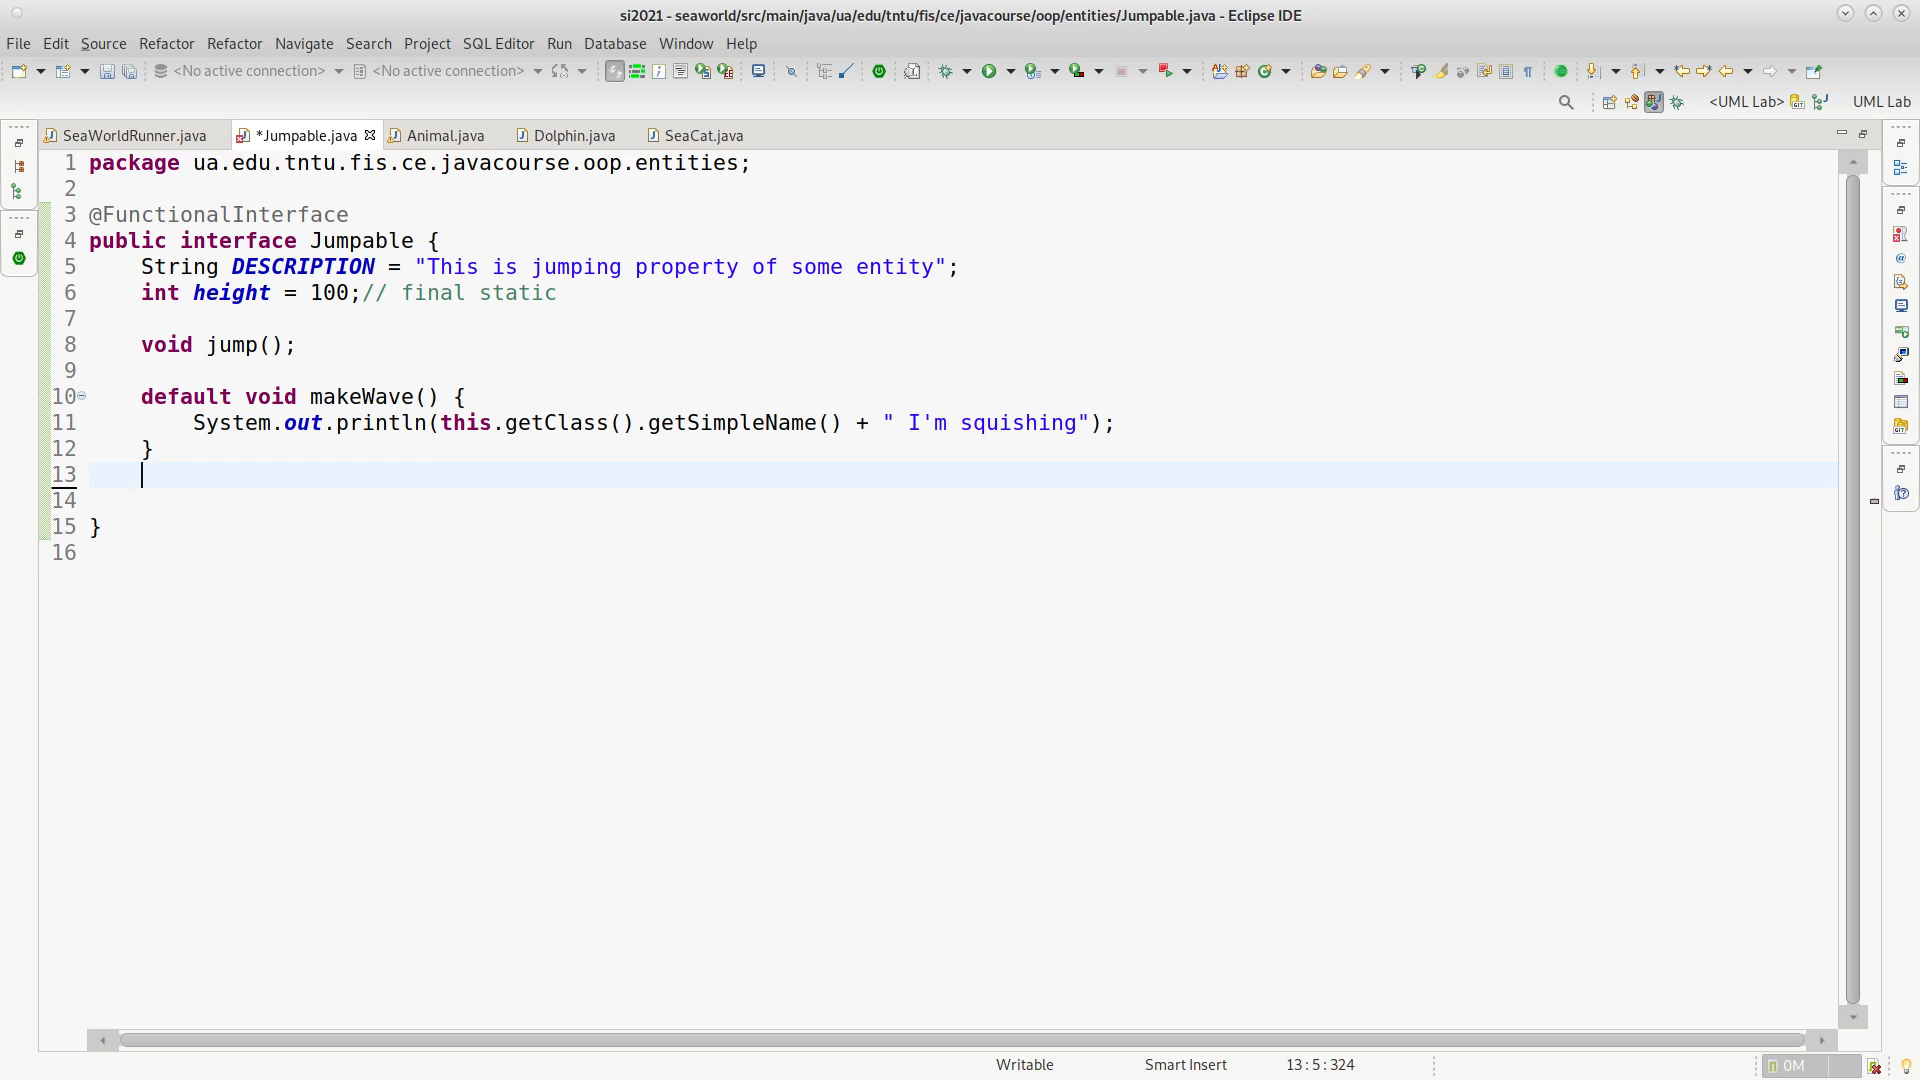 si2021 - seaworld/src/main/java/ua/edu/tntu/fis/ce/javacourse/oop/entities/Jumpable.java - Eclipse IDE
File Edit Source Refactor Refactor Navigate Search Project SQL Editor Run Database Window Help
<No active connection> <No active connection>
<UML Lab> UML Lab
SeaWorldRunner.java *Jumpable.java Animal.java Dolphin.java SeaCat.java
1 package ua.edu.tntu.fis.ce.javacourse.oop.entities;
2
3 @FunctionalInterface
4 public interface Jumpable {
5 String DESCRIPTION = "This is jumping property of some entity";
6 int height = 100;// final static
7
8 void jump();
9
10 default void makeWave() {
11 System.out.println(this.getClass().getSimpleName() + " I'm squishing");
12 }
13
14
15 }
16
Writable Smart Insert 13 : 5 : 324 0M